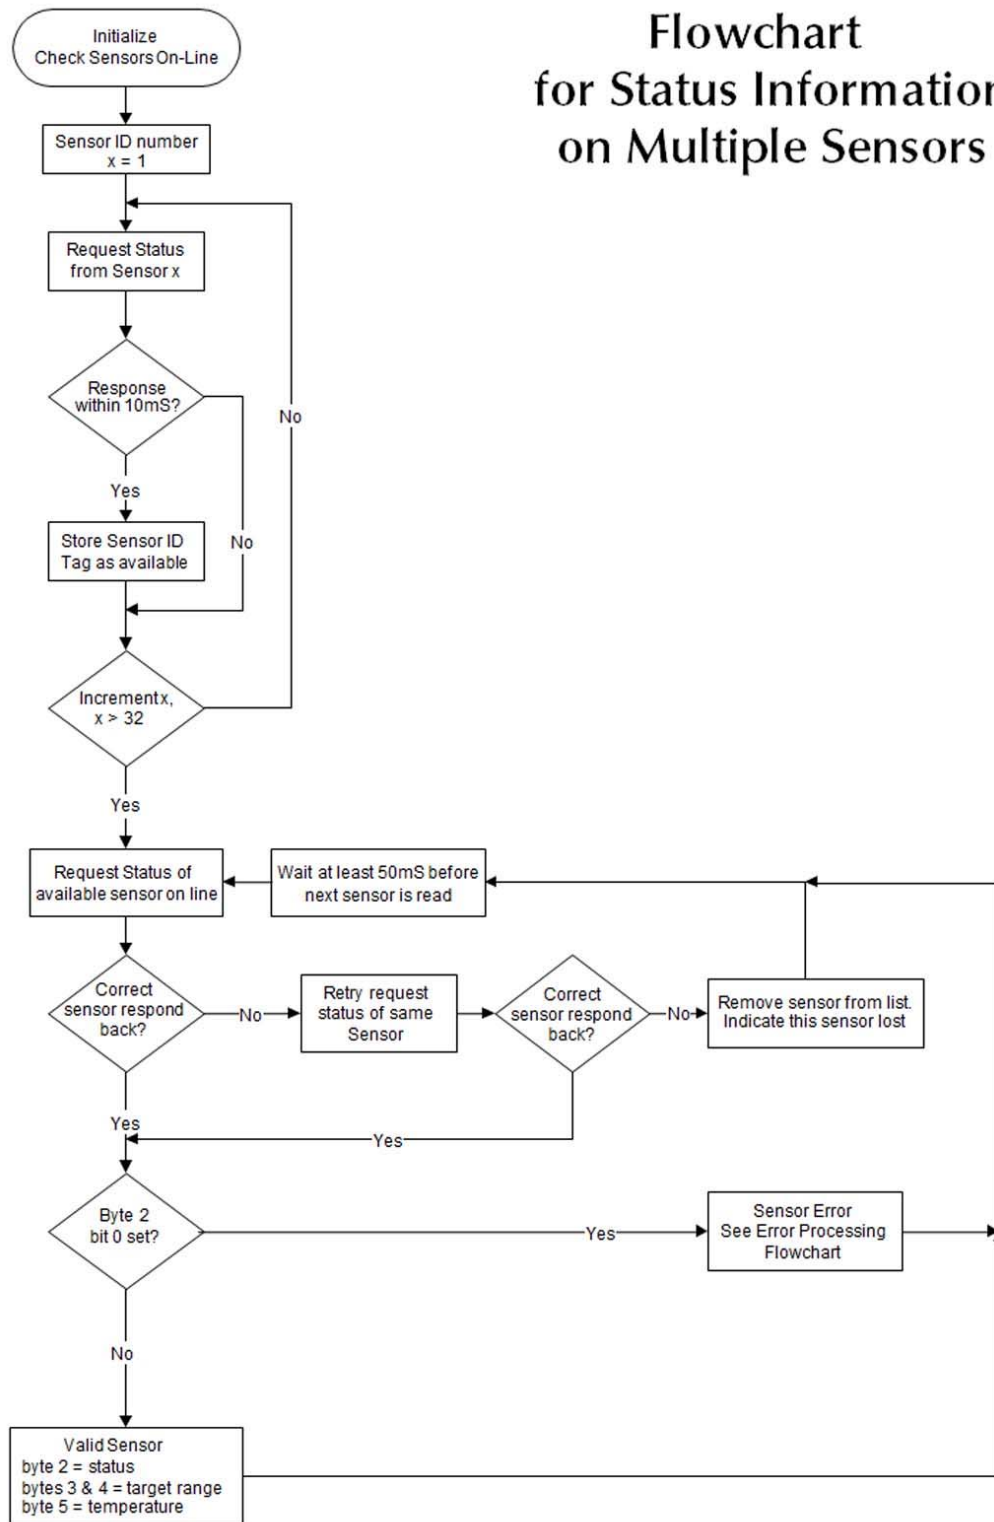 Flowchart
for Status Information
on Multiple Sensors
Initialize
Check Sensors On-Line
Sensor ID number
x = 1
Request Status
from Sensor x
Response
within 10mS?
No
Yes
Store Sensor ID
Tag as available
No
Increment x,
x > 32
Yes
Request Status of
available sensor on line
Wait at least 50mS before
next sensor is read
Correct
sensor respond
back?
No
Retry request
status of same
Sensor
Correct
sensor respond
back?
No
Remove sensor from list.
Indicate this sensor lost
Yes
Yes
Byte 2
bit 0 set?
Yes
Sensor Error
See Error Processing
Flowchart
No
Valid Sensor
byte 2 = status
bytes 3 & 4 = target range
byte 5 = temperature